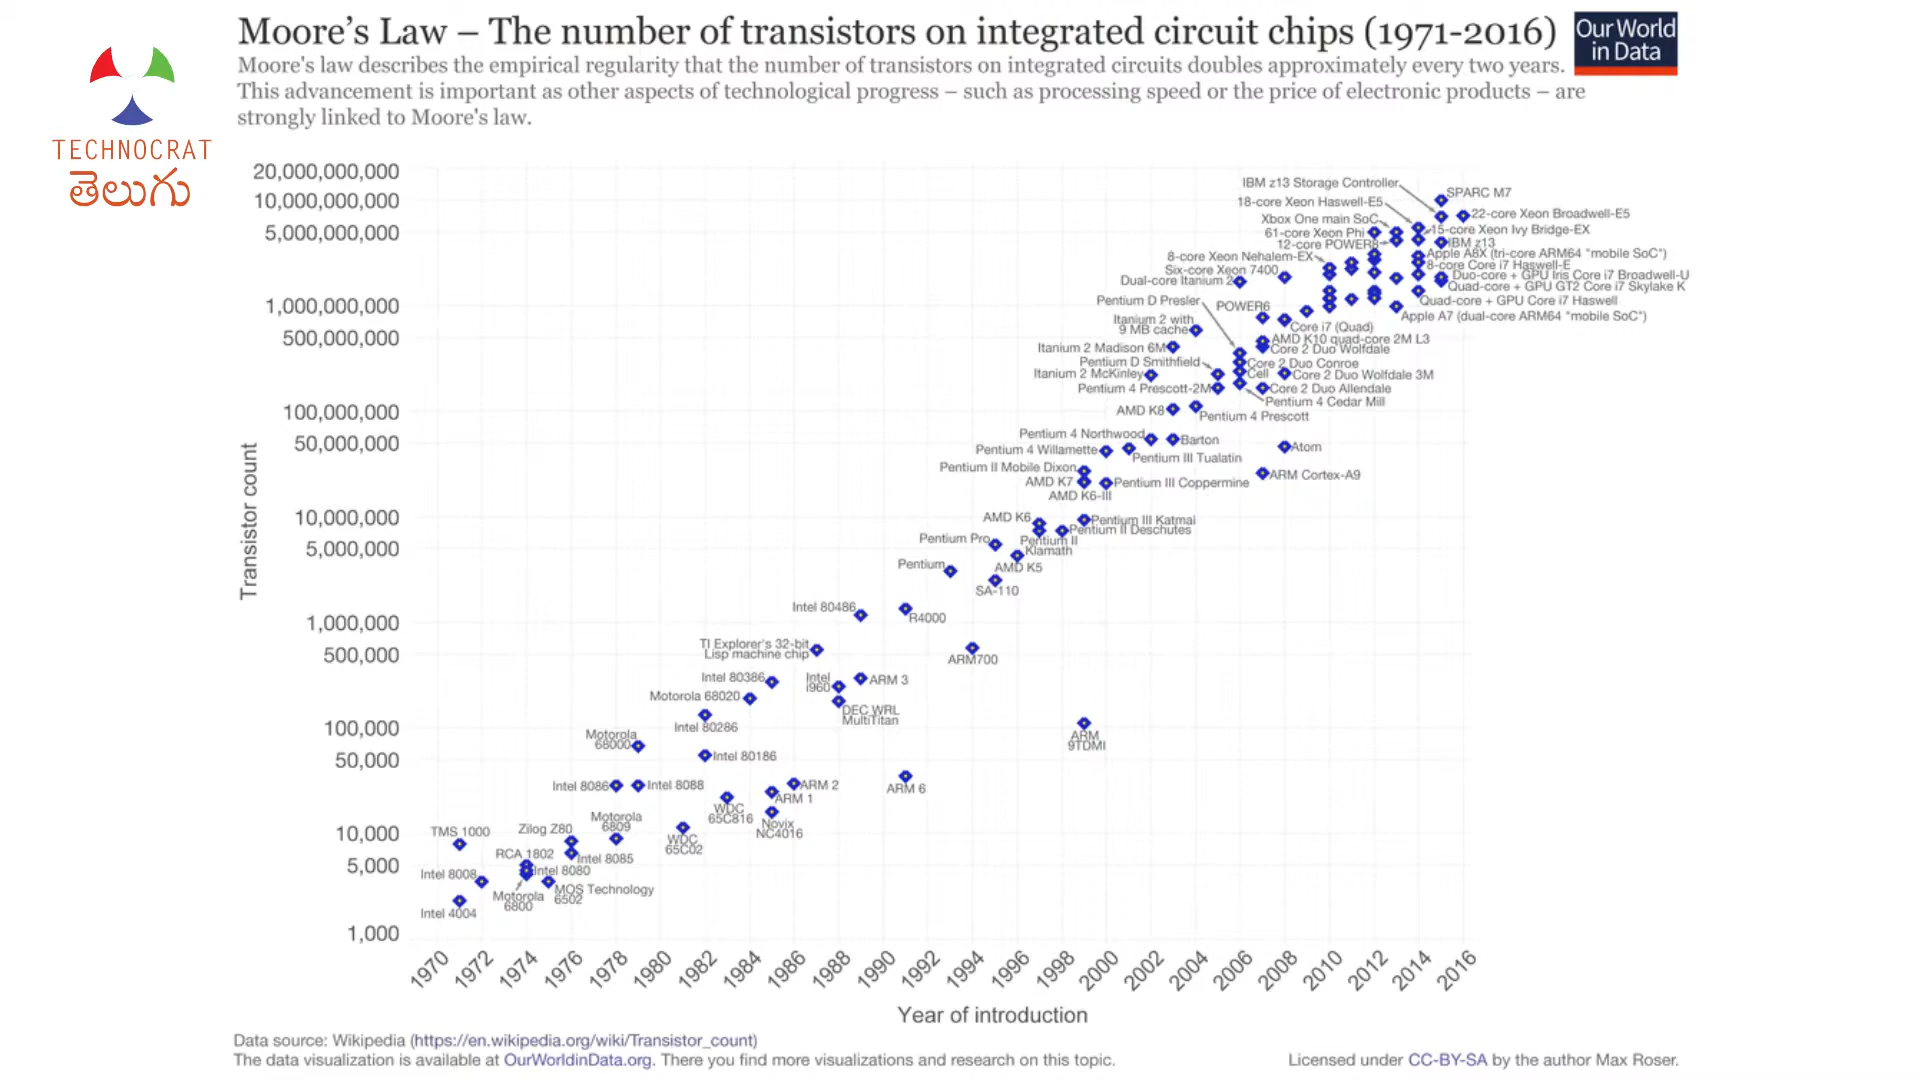 Moore's Law – The number of transistors on integrated circuit chips (1971-2016)
Our World
in Data
Moore's law describes the empirical regularity that the number of transistors on integrated circuits doubles approximately every two years.
This advancement is important as other aspects of technological progress – such as processing speed or the price of electronic products – are
strongly linked to Moore's law.
TECHNOCRAT
తెలుగు
Transistor count
20,000,000,000
10,000,000,000
5,000,000,000
1,000,000,000
500,000,000
100,000,000
50,000,000
10,000,000
5,000,000
1,000,000
500,000
100,000
50,000
10,000
5,000
1,000
IBM z13 Storage Controller
SPARC M7
18-core Xeon Haswell-E5
22-core Xeon Broadwell-E5
Xbox One main SoC
61-core Xeon Phi
15-core Xeon Ivy Bridge-EX
12-core POWER8
IBM z13
8-core Xeon Nehalem-EX
Apple A8X (tri-core ARM64 "mobile SoC")
Six-core Xeon 7400
8-core Core i7 Haswell-E
Dual-core Itanium 2
Duo-core + GPU Iris Core i7 Broadwell-U
Quad-core + GPU GT2 Core i7 Skylake K
Pentium D Presler
POWER6
Quad-core + GPU Core i7 Haswell
Itanium 2 with
9 MB cache
Apple A7 (dual-core ARM64 "mobile SoC")
Core i7 (Quad)
AMD K10 quad-core 2M L3
Itanium 2 Madison 6M
Core 2 Duo Wolfdale
Pentium D Smithfield
Core 2 Duo Conroe
Itanium 2 McKinley
Cell
Core 2 Duo Wolfdale 3M
Pentium 4 Prescott-2M
Core 2 Duo Allendale
Pentium 4 Cedar Mill
AMD K8
Pentium 4 Prescott
Pentium 4 Northwood
Barton
Pentium 4 Willamette
Atom
Pentium III Tualatin
Pentium II Mobile Dixon
ARM Cortex-A9
AMD K7
Pentium III Coppermine
AMD K6-III
AMD K6
Pentium III Katmai
Pentium II Deschutes
Pentium Pro
Pentium II
Klamath
Pentium
AMD K5
SA-110
Intel 80486
R4000
TI Explorer's 32-bit
Lisp machine chip
ARM700
Intel 80386
Intel
i960
ARM 3
Motorola 68020
DEC WRL
MultiTitan
Intel 80286
Motorola
68000
ARM
9TDMI
Intel 80186
Intel 8086
Intel 8088
ARM 2
ARM 6
ARM 1
WDC
65C816
Motorola
6809
Novix
NC4016
TMS 1000
Zilog Z80
WDC
65C02
RCA 1802
Intel 8085
Intel 8008
Intel 8080
MOS Technology
6502
Motorola
6800
Intel 4004
1970 1972 1974 1976 1978 1980 1982 1984 1986 1988 1990 1992 1994 1996 1998 2000 2002 2004 2006 2008 2010 2012 2014 2016
Year of introduction
Data source: Wikipedia (https://en.wikipedia.org/wiki/Transistor_count)
The data visualization is available at OurWorldinData.org. There you find more visualizations and research on this topic.
Licensed under CC-BY-SA by the author Max Roser.